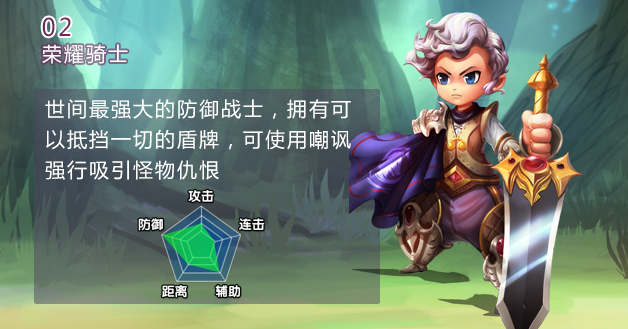 02
荣耀骑士
世间最强大的防御战士，拥有可
以抵挡一切的盾牌，可使用嘲讽
强行吸引怪物仇恨
攻击
防御
连击
距离
辅助